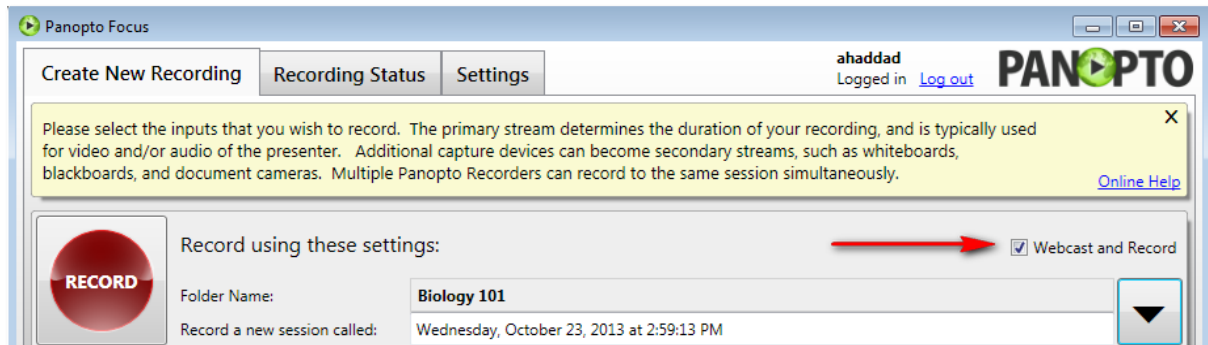 Panopto Focus
Create New Recording
Recording Status
Settings
ahaddad
Logged in Log out
PANOPTO
Please select the inputs that you wish to record. The primary stream determines the duration of your recording, and is typically used
for video and/or audio of the presenter. Additional capture devices can become secondary streams, such as whiteboards,
blackboards, and document cameras. Multiple Panopto Recorders can record to the same session simultaneously.
Online Help
RECORD
Record using these settings:
Webcast and Record
Folder Name: Biology 101
Record a new session called: Wednesday, October 23, 2013 at 2:59:13 PM